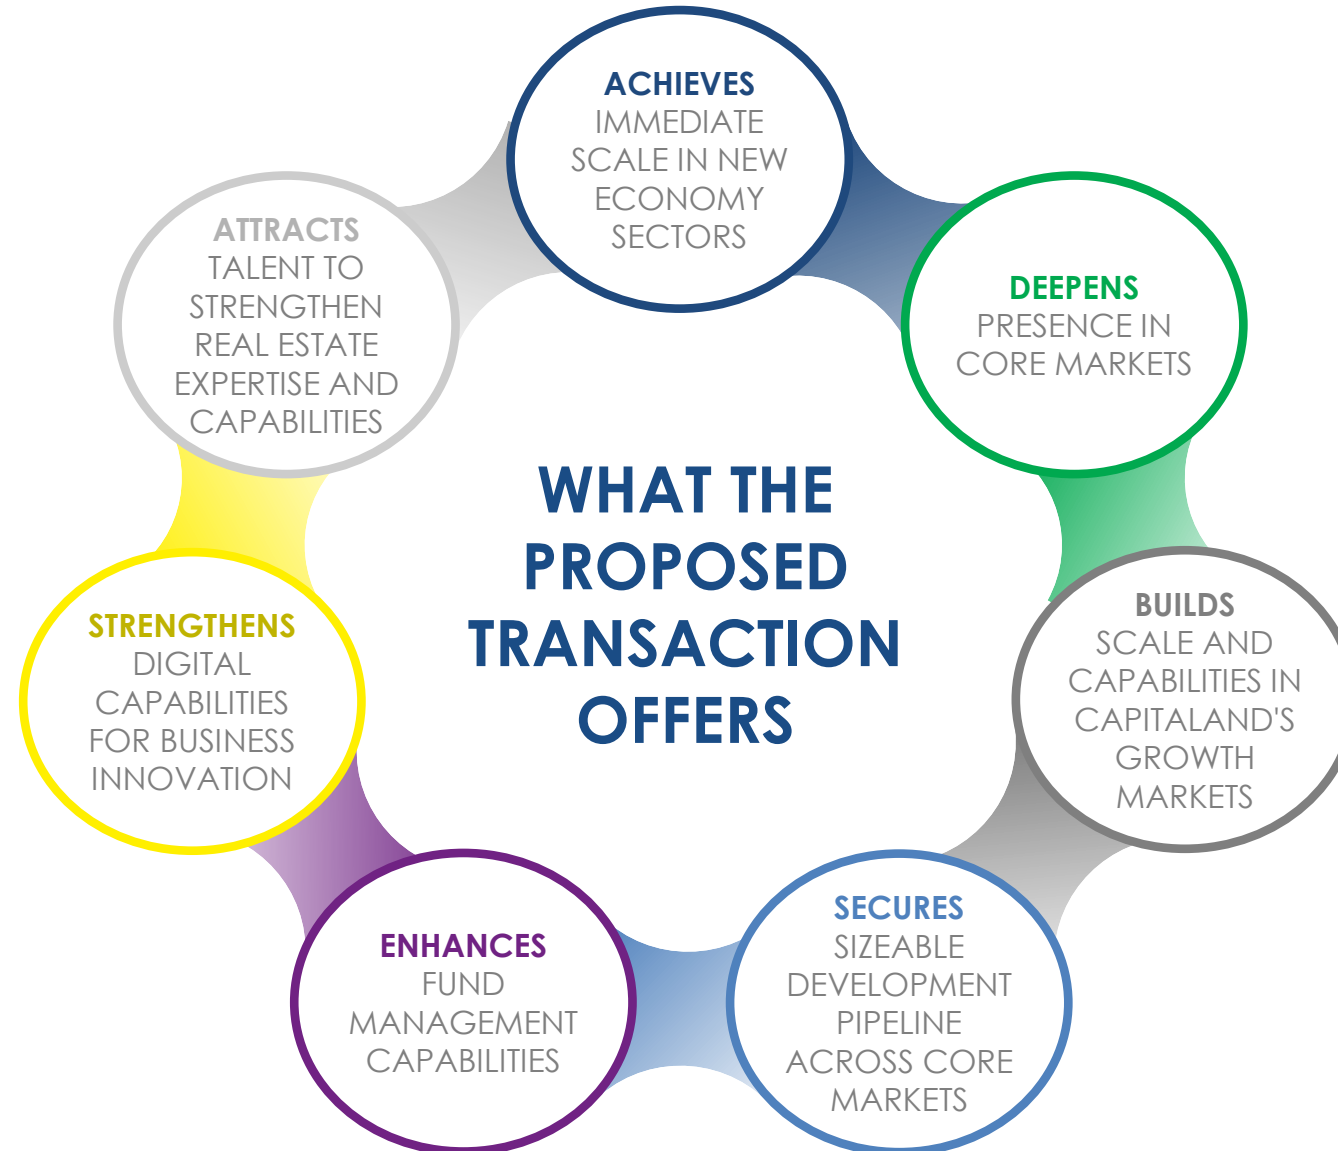 ACHIEVES
IMMEDIATE
SCALE IN NEW
ECONOMY
SECTORS
DEEPENS
PRESENCE IN
CORE MARKETS
BUILDS
SCALE AND
CAPABILITIES IN
CAPITALAND'S
GROWTH
MARKETS
SECURES
SIZEABLE
DEVELOPMENT
PIPELINE
ACROSS CORE
MARKETS
ENHANCES
FUND
MANAGEMENT
CAPABILITIES
STRENGTHENS
DIGITAL
CAPABILITIES
FOR BUSINESS
INNOVATION
ATTRACTS
TALENT TO
STRENGTHEN
REAL ESTATE
EXPERTISE AND
CAPABILITIES
WHAT THE
PROPOSED
TRANSACTION
OFFERS